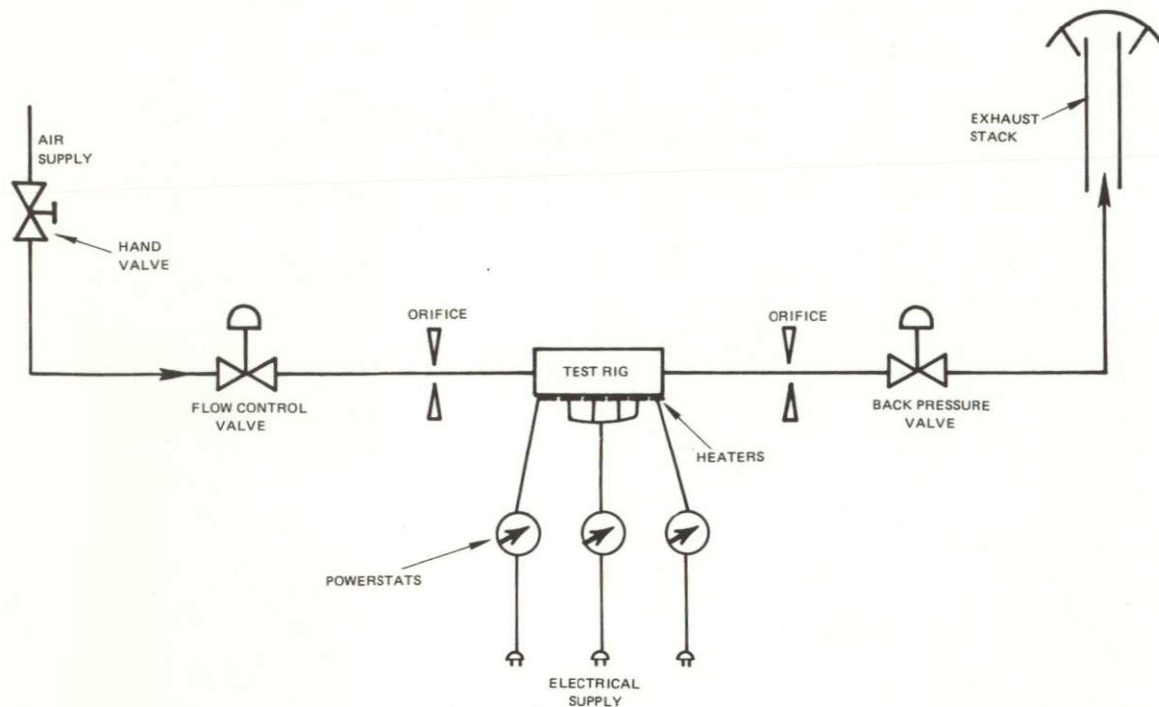 EXHAUST
STACK
AIR
SUPPLY
HAND
VALVE
ORIFICE
ORIFICE
TEST RIG
FLOW CONTROL
VALVE
BACK PRESSURE
VALVE
HEATERS
POWERSTATS
ELECTRICAL
SUPPLY